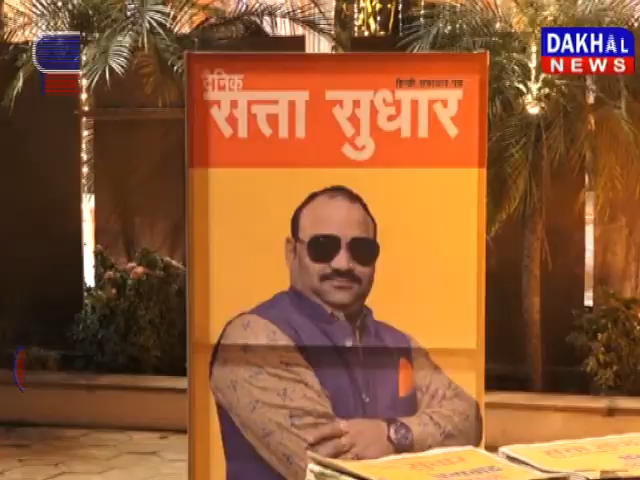 DAKHAL
NEWS
दैनिक
हिन्दी समाचार पत्र
सत्ता सुधार